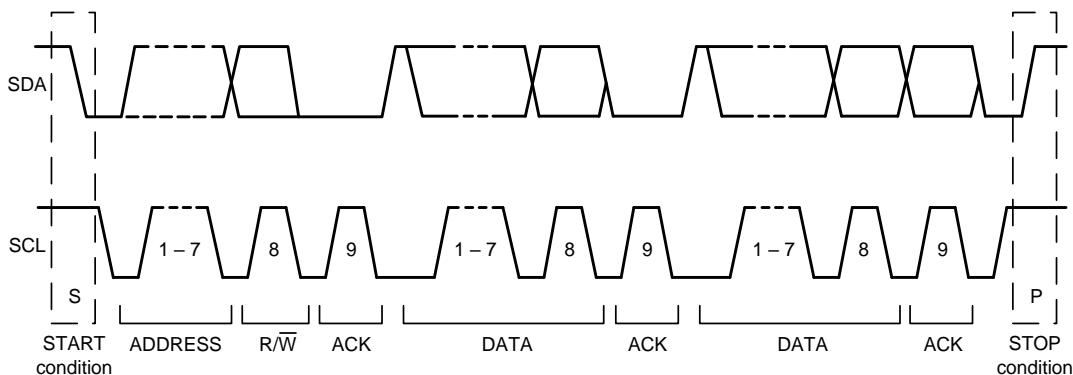 SDA
SCL
1 – 7
8
9
1 – 7
8
9
1 – 7
8
9
S
P
START
condition
ADDRESS
R/W̅
ACK
DATA
ACK
DATA
ACK
STOP
condition